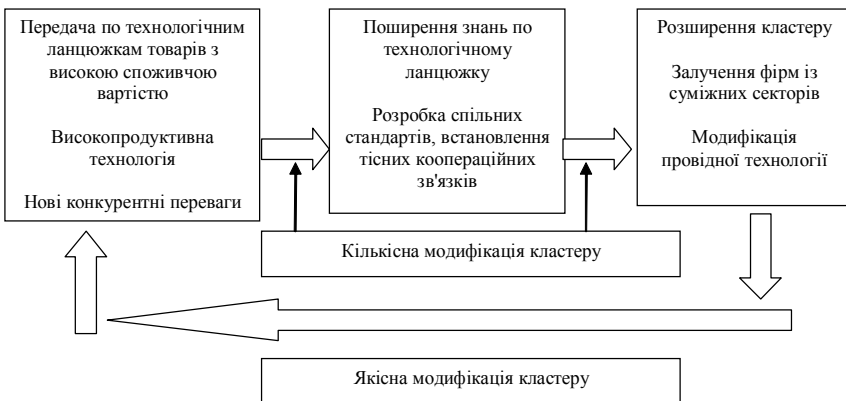 Передача по технологічним
ланцюжкам товарів з
високою споживчою
вартістю
Високопродуктивна
технологія
Нові конкурентні переваги
Поширення знань по
технологічному
ланцюжку
Розробка спільних
стандартів, встановлення
тісних коопераційних
зв'язків
Розширення кластеру
Залучення фірм із
суміжних секторів
Модифікація
провідної технології
Кількісна модифікація кластеру
Якісна модифікація кластеру